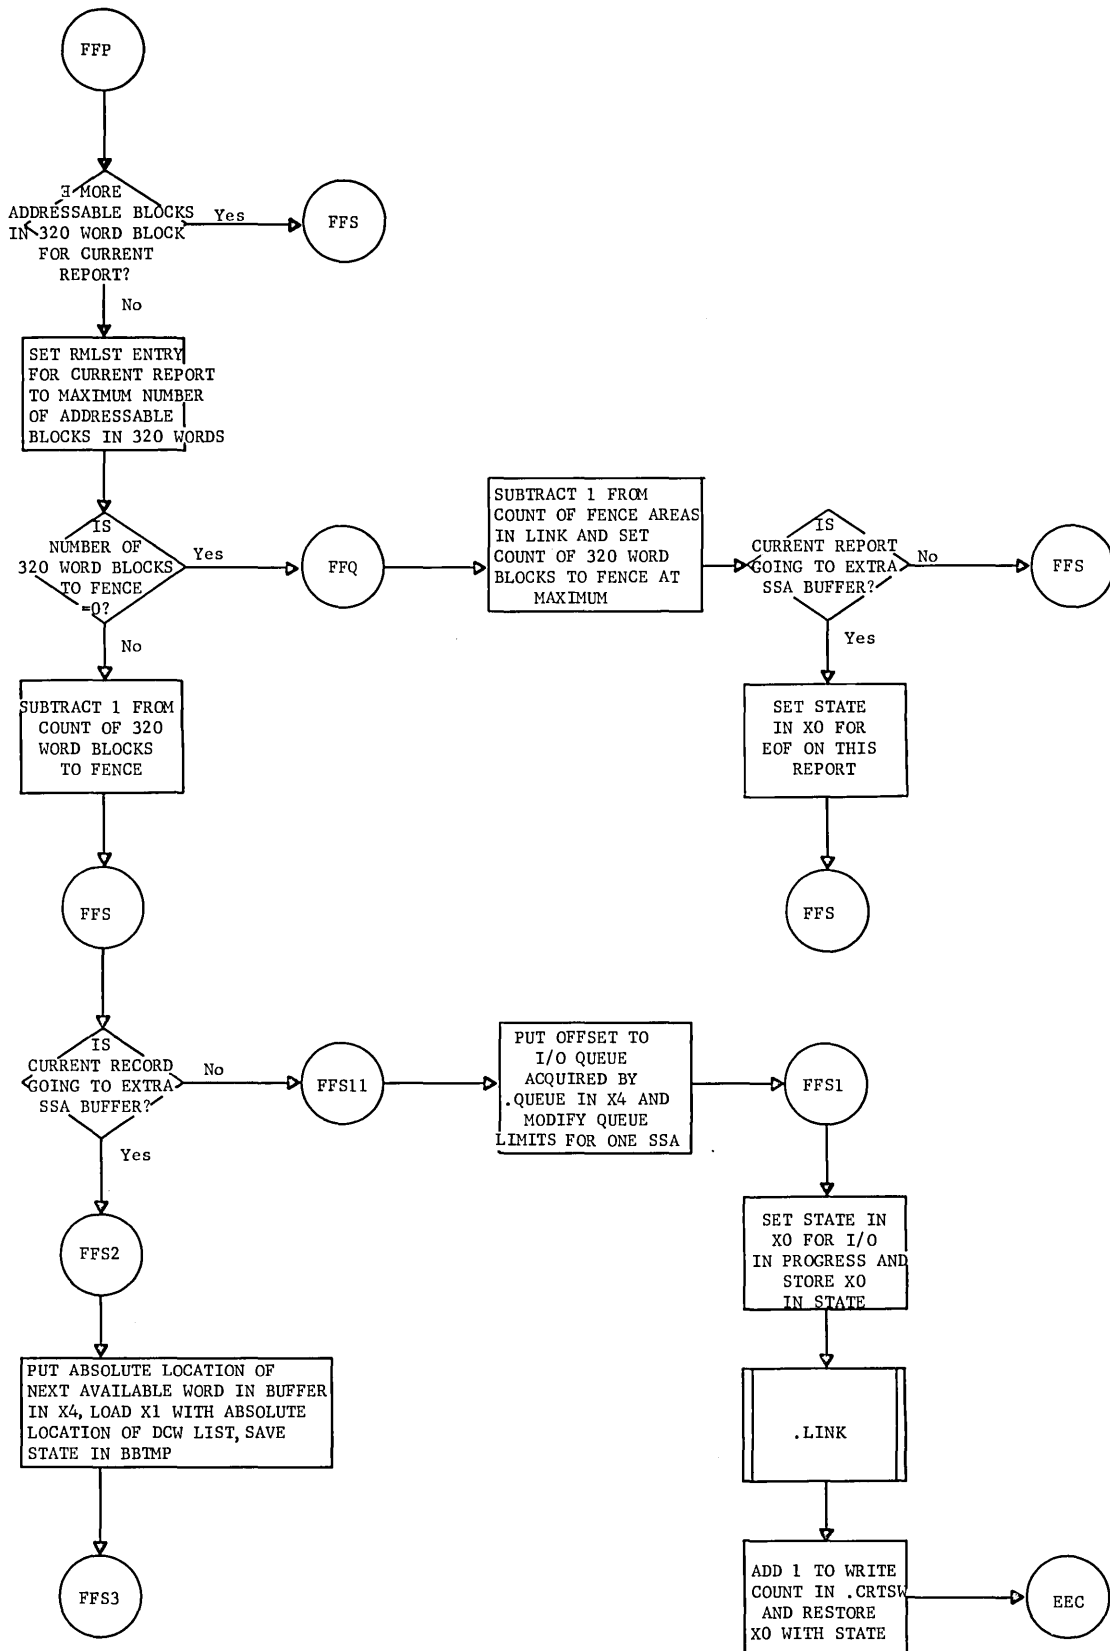 FFP
∃ MORE
ADDRESSABLE BLOCKS
IN 320 WORD BLOCK
FOR CURRENT
REPORT?
Yes
FFS
No
SET RMLST ENTRY
FOR CURRENT REPORT
TO MAXIMUM NUMBER
OF ADDRESSABLE
BLOCKS IN 320 WORDS
IS
NUMBER OF
320 WORD BLOCKS
TO FENCE
=0?
Yes
FFQ
SUBTRACT 1 FROM
COUNT OF FENCE AREAS
IN LINK AND SET
COUNT OF 320 WORD
BLOCKS TO FENCE AT
MAXIMUM
IS
CURRENT REPORT
GOING TO EXTRA
SSA BUFFER?
No
FFS
Yes
SET STATE
IN X0 FOR
EOF ON THIS
REPORT
FFS
No
SUBTRACT 1 FROM
COUNT OF 320
WORD BLOCKS
TO FENCE
FFS
IS
CURRENT RECORD
GOING TO EXTRA
SSA BUFFER?
No
FFS11
PUT OFFSET TO
I/O QUEUE
ACQUIRED BY
.QUEUE IN X4 AND
MODIFY QUEUE
LIMITS FOR ONE SSA
FFS1
SET STATE IN
X0 FOR I/O
IN PROGRESS AND
STORE X0
IN STATE
.LINK
ADD 1 TO WRITE
COUNT IN .CRTSW
AND RESTORE
X0 WITH STATE
EEC
Yes
FFS2
PUT ABSOLUTE LOCATION OF
NEXT AVAILABLE WORD IN BUFFER
IN X4, LOAD X1 WITH ABSOLUTE
LOCATION OF DCW LIST, SAVE
STATE IN BBTMP
FFS3